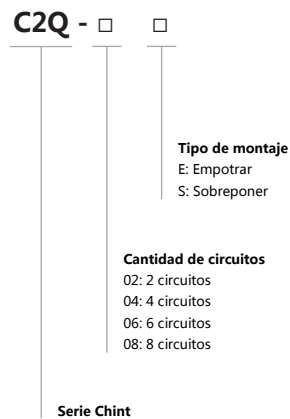 C2Q - □ □
Tipo de montaje
E: Empotrar
S: Sobreponer
Cantidad de circuitos
02: 2 circuitos
04: 4 circuitos
06: 6 circuitos
08: 8 circuitos
Serie Chint